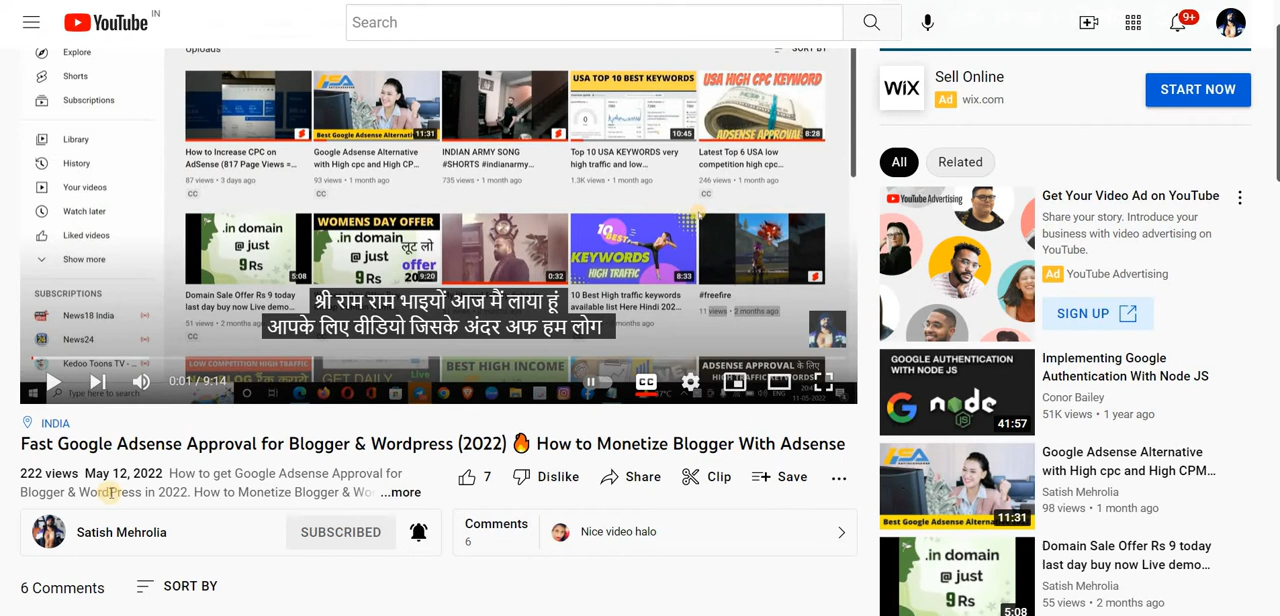 YouTube IN
Search
9+
Explore
Shorts
Subscriptions
Library
History
Your videos
Watch later
Liked videos
Show more
SUBSCRIPTIONS
News18 India
News24
Kedoo Toons TV - ...
Uploads
SORT BY
11:31
Best Google Adsense Alternati
USA TOP 10 BEST KEYWORDS
10:45
USA HIGH CPC KEYWORD
ADSENSE APPROVAL
8:28
How to Increase CPC on
AdSense (817 Page Views =...
87 views • 3 days ago
CC
Google Adsense Alternative
with High cpc and High CP...
93 views • 1 month ago
CC
INDIAN ARMY SONG
#SHORTS #indianarmy...
735 views • 1 month ago
Top 10 USA KEYWORDS very
high traffic and low...
1.3K views • 1 month ago
Latest Top 6 USA low
competition high cpc...
246 views • 1 month ago
CC
.in domain
@ just
9 Rs
5:08
WOMENS DAY OFFER
.in domain
@ just
9Rs
लूट लो
offer
9:20
0:32
10 BEST
KEYWORDS
HIGH TRAFFIC
8:33
Domain Sale Offer Rs 9 today
last day buy now Live demo...
51 views • 2 months ago
CC
10 Best High traffic keywords
available list Here Hindi 202...
#freefire
11 views • 2 months ago
श्री राम राम भाइयों आज मैं लाया हूं
आपके लिए वीडियो जिसके अंदर अफ हम लोग
LOW COMPETITION HIGH TRAFFIC
GET DAILY
BEST HIGH INCOME
ADSENSE APPROVAL के लिए
0:01 / 9:14
CC
Type here to search
11-05-2022
INDIA
Fast Google Adsense Approval for Blogger & Wordpress (2022) 🔥 How to Monetize Blogger With Adsense
222 views May 12, 2022 How to get Google Adsense Approval for
Blogger & WordPress in 2022. How to Monetize Blogger & Wo ...more
7
Dislike
Share
Clip
Save
Satish Mehrolia
SUBSCRIBED
Comments
6
Nice video halo
6 Comments
SORT BY
WiX
Sell Online
Ad wix.com
START NOW
All
Related
YouTube Advertising
Get Your Video Ad on YouTube
Share your story. Introduce your
business with video advertising on
YouTube.
Ad YouTube Advertising
SIGN UP
GOOGLE AUTHENTICATION
WITH NODE JS
node
JS
41:57
Implementing Google
Authentication With Node JS
Conor Bailey
51K views • 1 year ago
Best Google Adsense Alterna
11:31
Google Adsense Alternative
with High cpc and High CPM...
Satish Mehrolia
98 views • 1 month ago
.in domain
@ just
9 Rs
5:08
Domain Sale Offer Rs 9 today
last day buy now Live demo...
Satish Mehrolia
55 views • 2 months ago